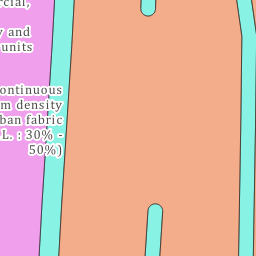 rcial,
y and
units
ontinuous
m density
ban fabric
L. : 30% -
50%)